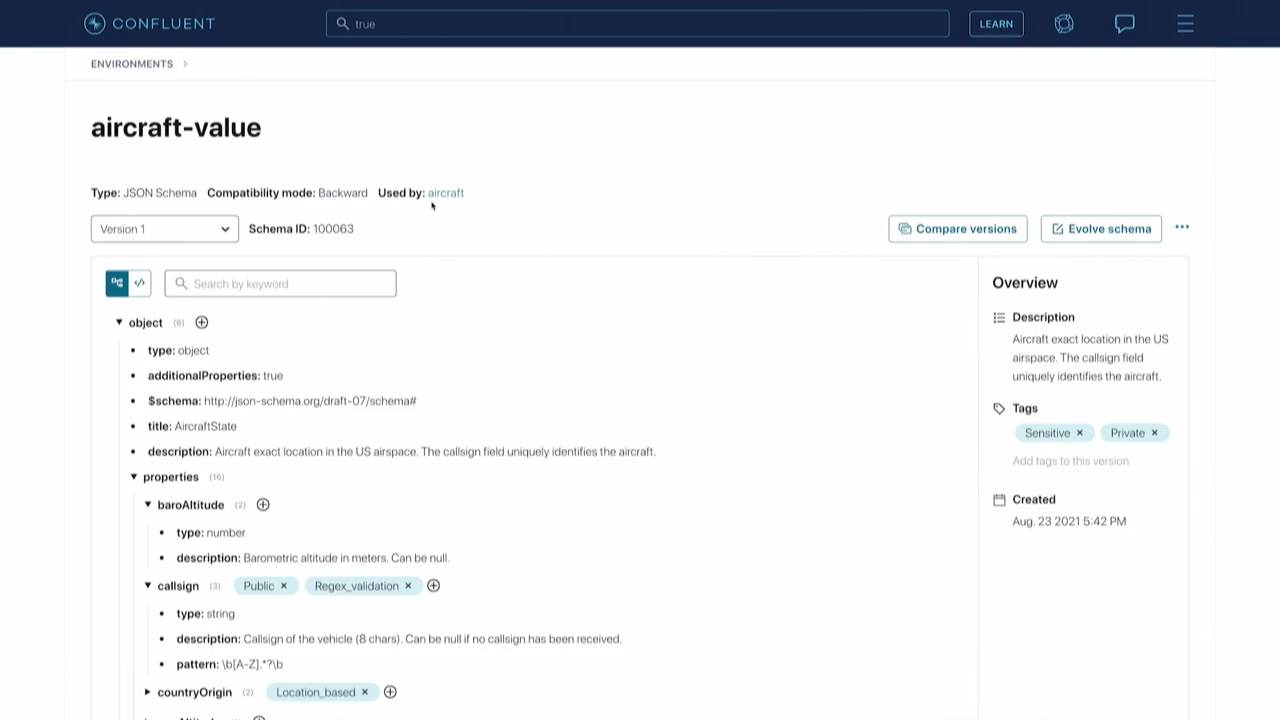 CONFLUENT
true
LEARN
ENVIRONMENTS >
aircraft-value
Type: JSON Schema Compatibility mode: Backward Used by: aircraft
Version 1
Schema ID: 100063
Compare versions
Evolve schema
...
Search by keyword
object (6)
• type: object
• additionalProperties: true
• $schema: http://json-schema.org/draft-07/schema#
• title: AircraftState
• description: Aircraft exact location in the US airspace. The callsign field uniquely identifies the aircraft.
properties (16)
baroAltitude (2)
• type: number
• description: Barometric altitude in meters. Can be null.
callsign (3) Public × Regex_validation ×
• type: string
• description: Callsign of the vehicle (8 chars). Can be null if no callsign has been received.
• pattern: \b[A-Z].*?\b
countryOrigin (2) Location_based ×
Overview
Description
Aircraft exact location in the US
airspace. The callsign field
uniquely identifies the aircraft.
Tags
Sensitive × Private ×
Add tags to this version
Created
Aug. 23 2021 5:42 PM